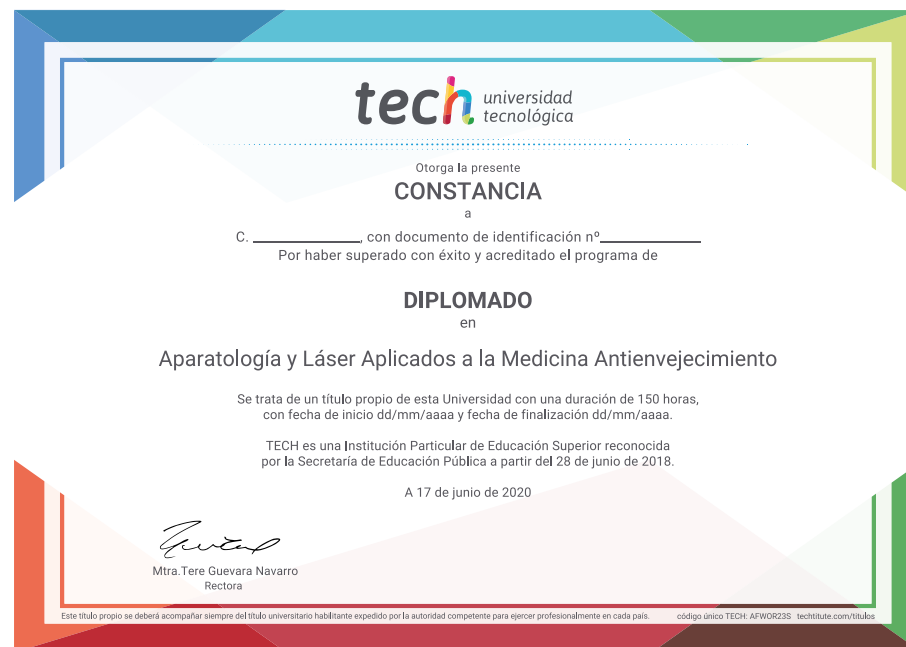 tech universidad
tecnológica
Otorga la presente
CONSTANCIA
a
C. ____________, con documento de identificación nº____________
Por haber superado con éxito y acreditado el programa de
DIPLOMADO
en
Aparatología y Láser Aplicados a la Medicina Antienvejecimiento
Se trata de un título propio de esta Universidad con una duración de 150 horas,
con fecha de inicio dd/mm/aaaa y fecha de finalización dd/mm/aaaa.
TECH es una Institución Particular de Educación Superior reconocida
por la Secretaría de Educación Pública a partir del 28 de junio de 2018.
A 17 de junio de 2020
Mtra.Tere Guevara Navarro
Rectora
Este título propio se deberá acompañar siempre del título universitario habilitante expedido por la autoridad competente para ejercer profesionalmente en cada país. código único TECH: AFWOR23S techtitute.com/titulos